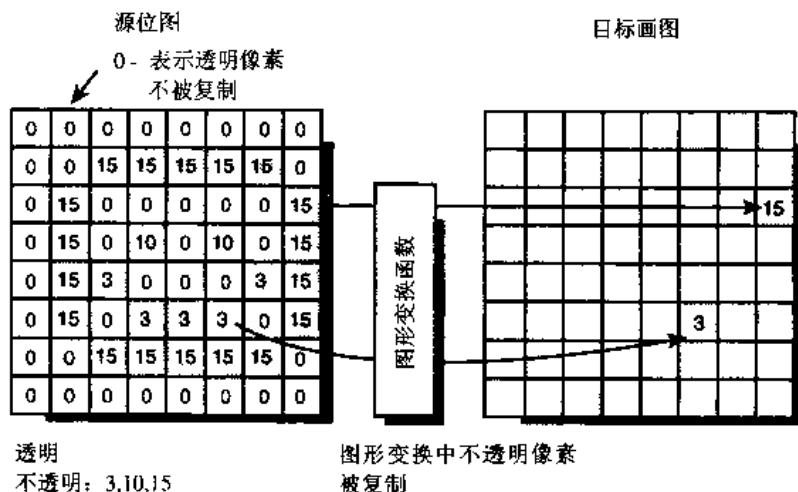 源位图
目标画图
0 - 表示透明像素
不被复制
0 0 0 0 0 0 0 0
0 0 15 15 15 15 15 0
0 15 0 0 0 0 0 15
15
0 15 0 10 0 10 0 15
0 15 3 0 0 0 3 15
0 15 0 3 3 3 0 15
3
0 0 15 15 15 15 15 0
0 0 0 0 0 0 0 0
图形变换函数
透明
不透明：3,10,15
图形变换中不透明像素
被复制